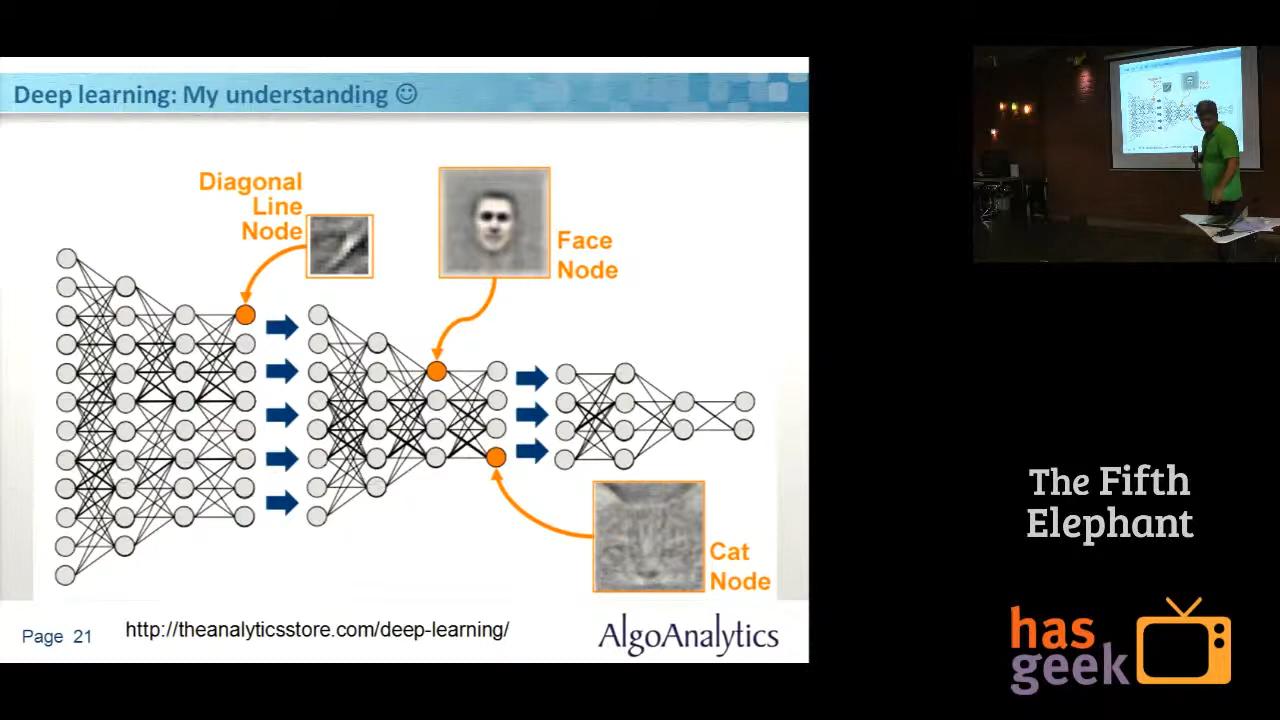 Deep learning: My understanding ☺
Diagonal
Line
Node
Face
Node
Cat
Node
Page 21
http://theanalyticsstore.com/deep-learning/
AlgoAnalytics
The Fifth
Elephant
has
geek